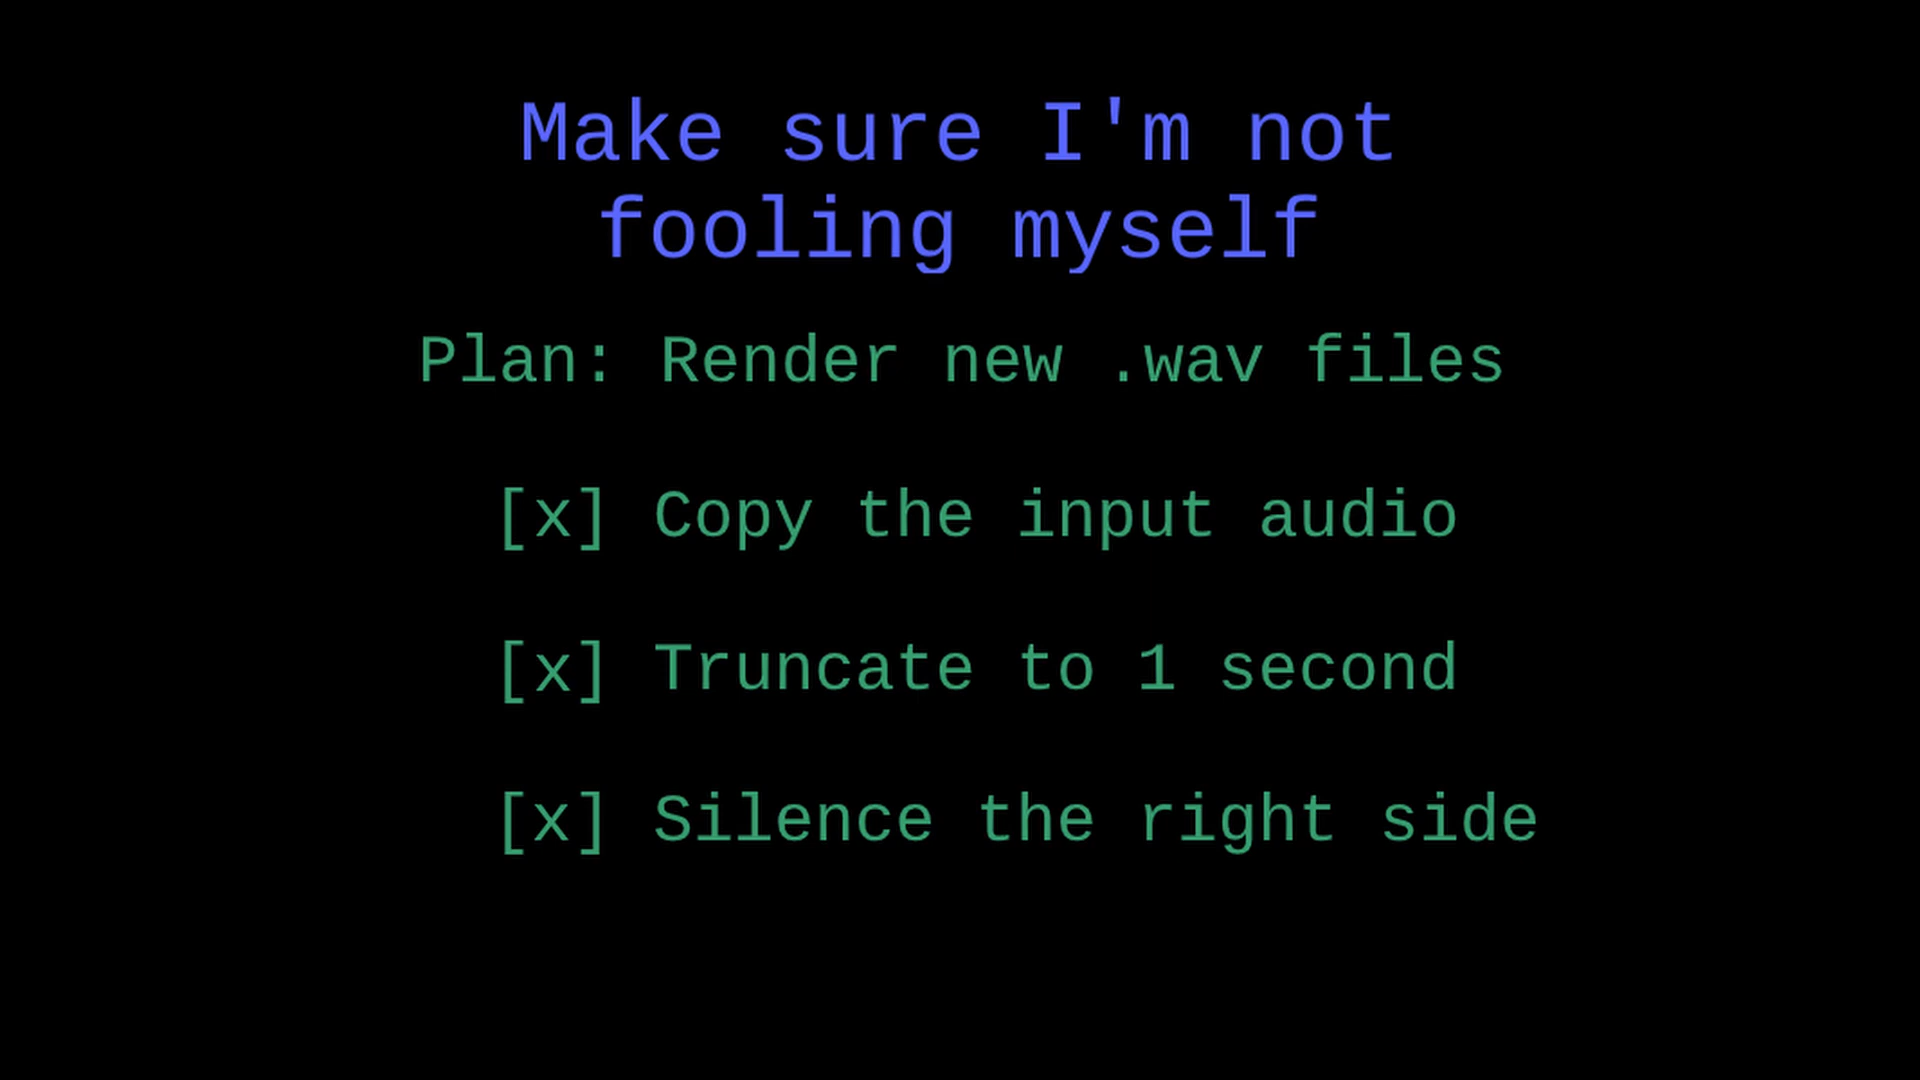 Make sure I'm not
fooling myself
Plan: Render new .wav files
[x] Copy the input audio
[x] Truncate to 1 second
[x] Silence the right side